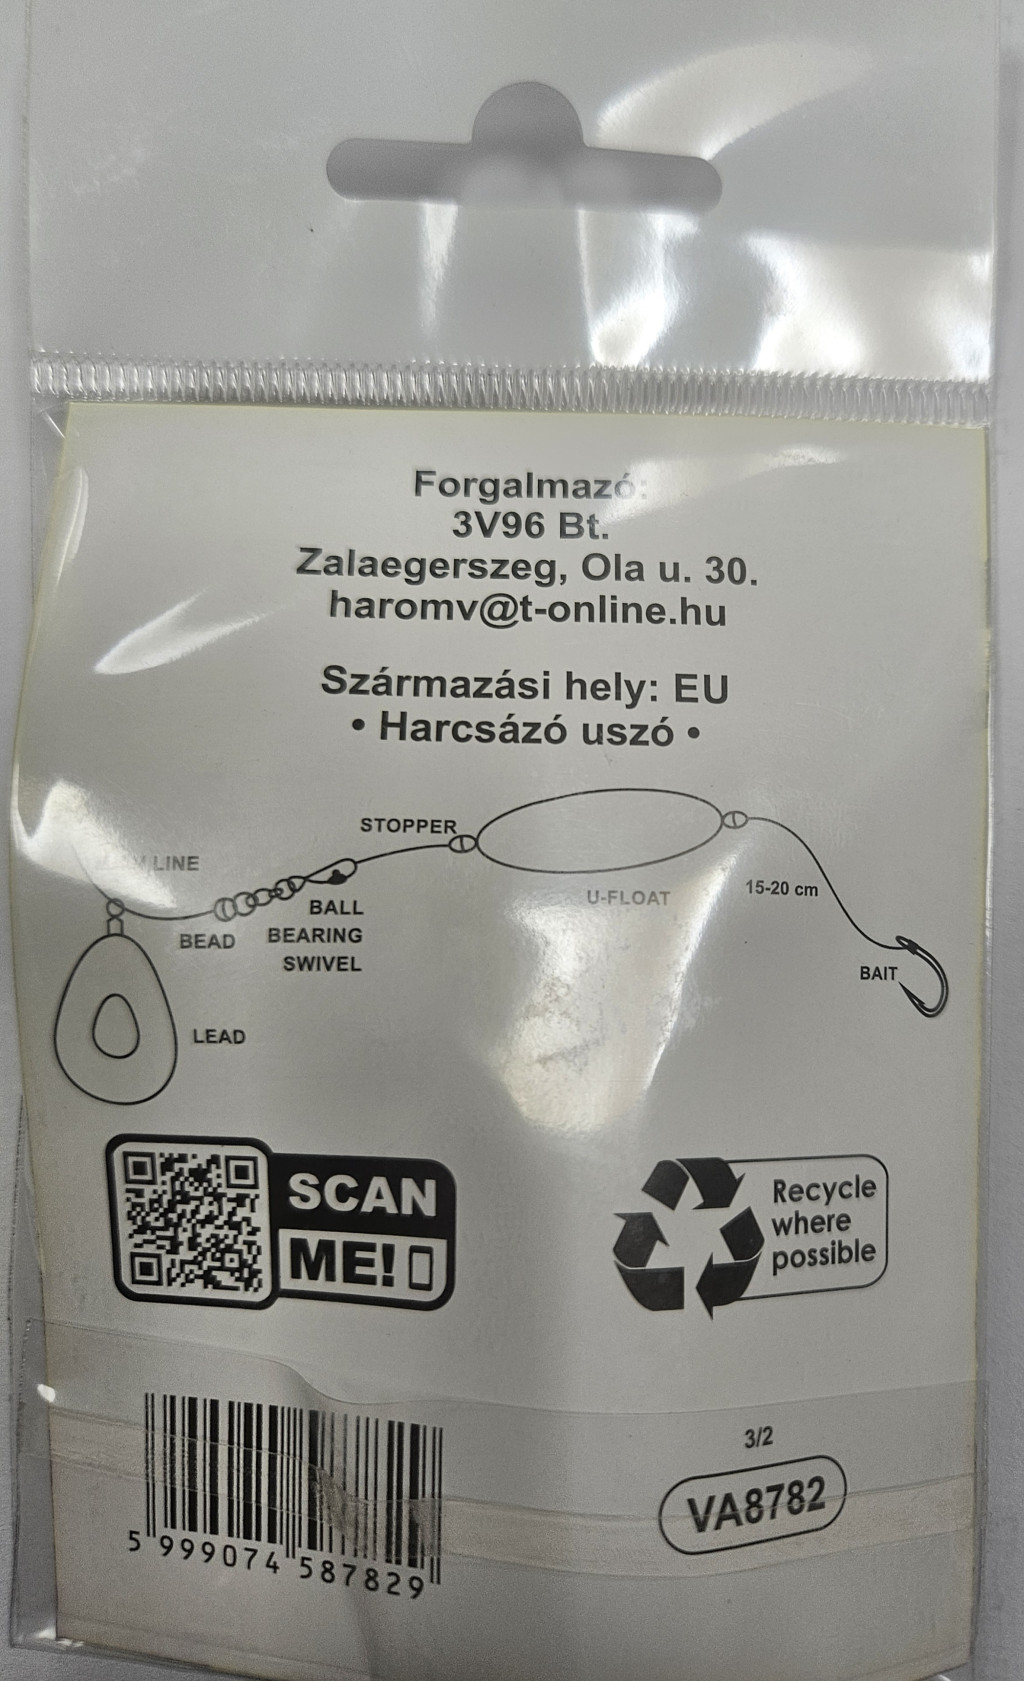 Forgalmazó:
3V96 Bt.
Zalaegerszeg, Ola u. 30.
haromv@t-online.hu
Származási hely: EU
• Harcsázó uszó •
STOPPER
LINE
BALL
BEARING
SWIVEL
BEAD
U-FLOAT
15-20 cm
BAIT
LEAD
SCAN
ME!
Recycle
where
possible
3/2
VA8782
5 999074 587829